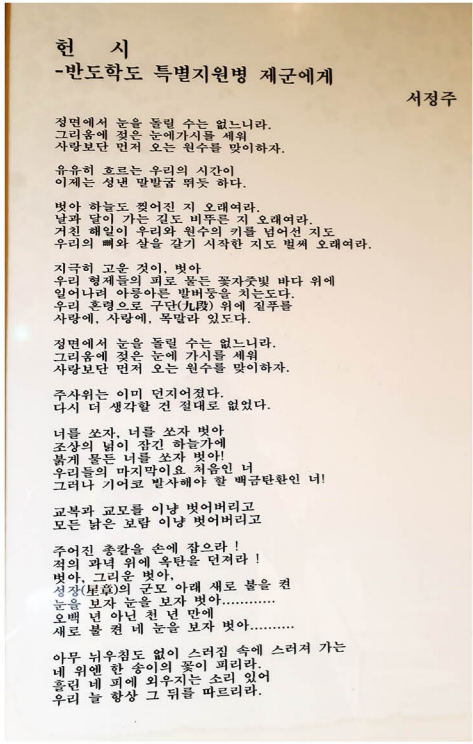 헌 시
-반도학도 특별지원병 제군에게
서정주
정면에서 눈을 돌릴 수는 없느니라.
그리움에 젖은 눈에가시를 세워
사랑보단 먼저 오는 원수를 맞이하자.
유유히 흐르는 우리의 시간이
이제는 성낸 말발굽 뛰듯 하다.
벗아 하늘도 찢어진 지 오래여라.
날과 달이 가는 길도 비뚜른 지 오래여라.
거친 해일이 우리와 원수의 키를 넘어선 지도
우리의 뼈와 살을 갈기 시작한 지도 벌써 오래여라.
지극히 고운 것이, 벗아
우리 형제들의 피로 물든 꽃자줏빛 바다 위에
일어나려 아릉아른 발버둥을 치는도다.
우리 혼령으로 구단(九段) 위에 짙푸를
사랑에, 사랑에, 목말라 있도다.
정면에서 눈을 돌릴 수는 없느니라.
그리움에 젖은 눈에 가시를 세워
사랑보단 먼저 오는 원수를 맞이하자.
주사위는 이미 던지어졌다.
다시 더 생각할 건 절대로 없었다.
너를 쏘자, 너를 쏘자 벗아
조상의 넋이 잠긴 하늘가에
붉게 물든 너를 쏘자 벗아!
우리들의 마지막이요 처음인 너
그러나 기어코 발사해야 할 백금탄환인 너!
교복과 교모를 이냥 벗어버리고
모든 낡은 보람 이냥 벗어버리고
주어진 총칼을 손에 잡으라 !
적의 과녁 위에 옥탄을 던져라 !
벗아, 그리운 벗아,
성장(星章)의 군모 아래 새로 불을 켠
눈을 보자 눈을 보자 벗아............
오백 년 아닌 천 년 만에
새로 불 켠 네 눈을 보자 벗아..........
아무 뉘우침도 없이 스러짐 속에 스러져 가는
네 위엔 한 송이의 꽃이 피리라.
흘린 네 피에 외우지는 소리 있어
우리 늘 항상 그 뒤를 따르리라.